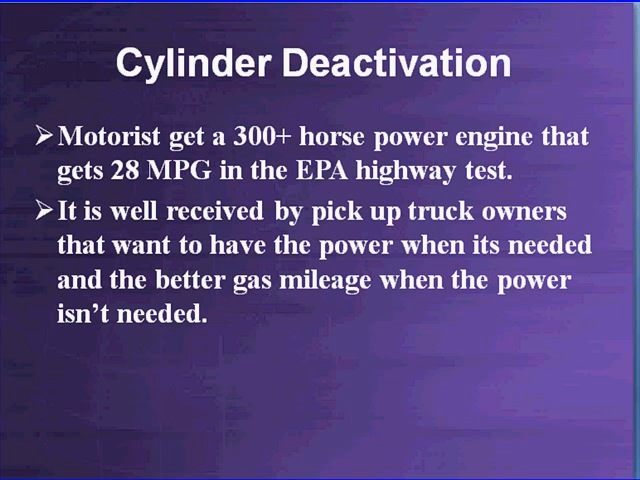 Cylinder Deactivation
Motorist get a 300+ horse power engine that
gets 28 MPG in the EPA highway test.
It is well received by pick up truck owners
that want to have the power when its needed
and the better gas mileage when the power
isn’t needed.